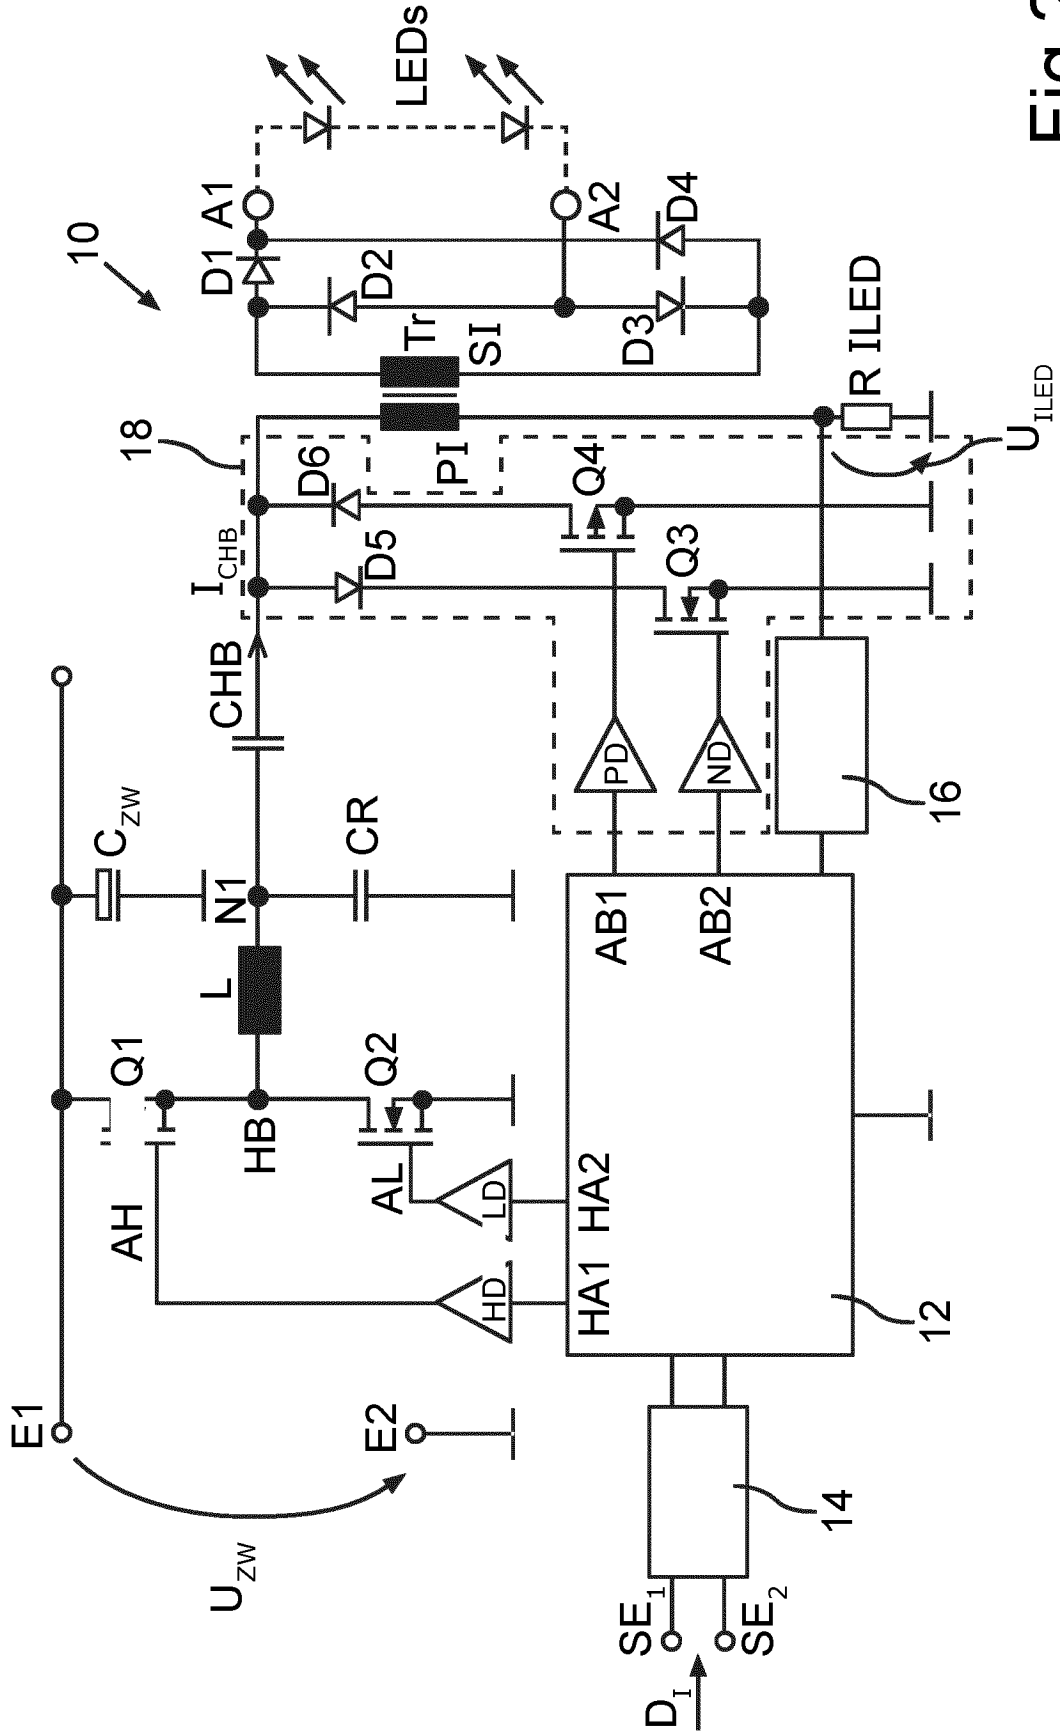 10
LEDs
A1
A2
D1
D2
D3
D4
Tr
SI
PI
18
D6
D5
I_CHB
CHB
Q4
Q3
R ILED
U_ILED
C_ZW
N1
CR
L
PD
ND
16
AB1
AB2
Q1
HB
Q2
AH
AL
LD
HD
HA1
HA2
12
E1
E2
U_ZW
14
SE_1
SE_2
D_I
Fig